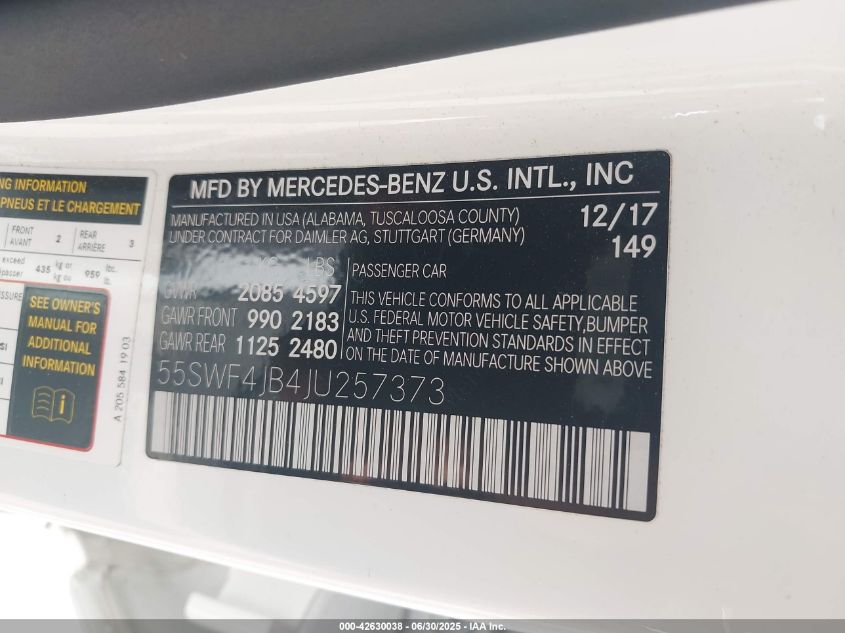 NG INFORMATION
PNEUS ET LE CHARGEMENT
FRONT
AVANT
2
REAR
ARRIÈRE
3
exceed
435 kg or
ou 959 lbs.
SEE OWNER'S
MANUAL FOR
ADDITIONAL
INFORMATION
A 205 584 19 03
MFD BY MERCEDES-BENZ U.S. INTL., INC
MANUFACTURED IN USA (ALABAMA, TUSCALOOSA COUNTY)
UNDER CONTRACT FOR DAIMLER AG, STUTTGART (GERMANY)
12/17
149
KG LBS
GVWR 2085 4597
GAWR FRONT 990 2183
GAWR REAR 1125 2480
PASSENGER CAR
THIS VEHICLE CONFORMS TO ALL APPLICABLE
U.S. FEDERAL MOTOR VEHICLE SAFETY,BUMPER
AND THEFT PREVENTION STANDARDS IN EFFECT
ON THE DATE OF MANUFACTURE SHOWN ABOVE.
55SWF4JB4JU257373
000-42630038 - 06/30/2025 - IAA, Inc.